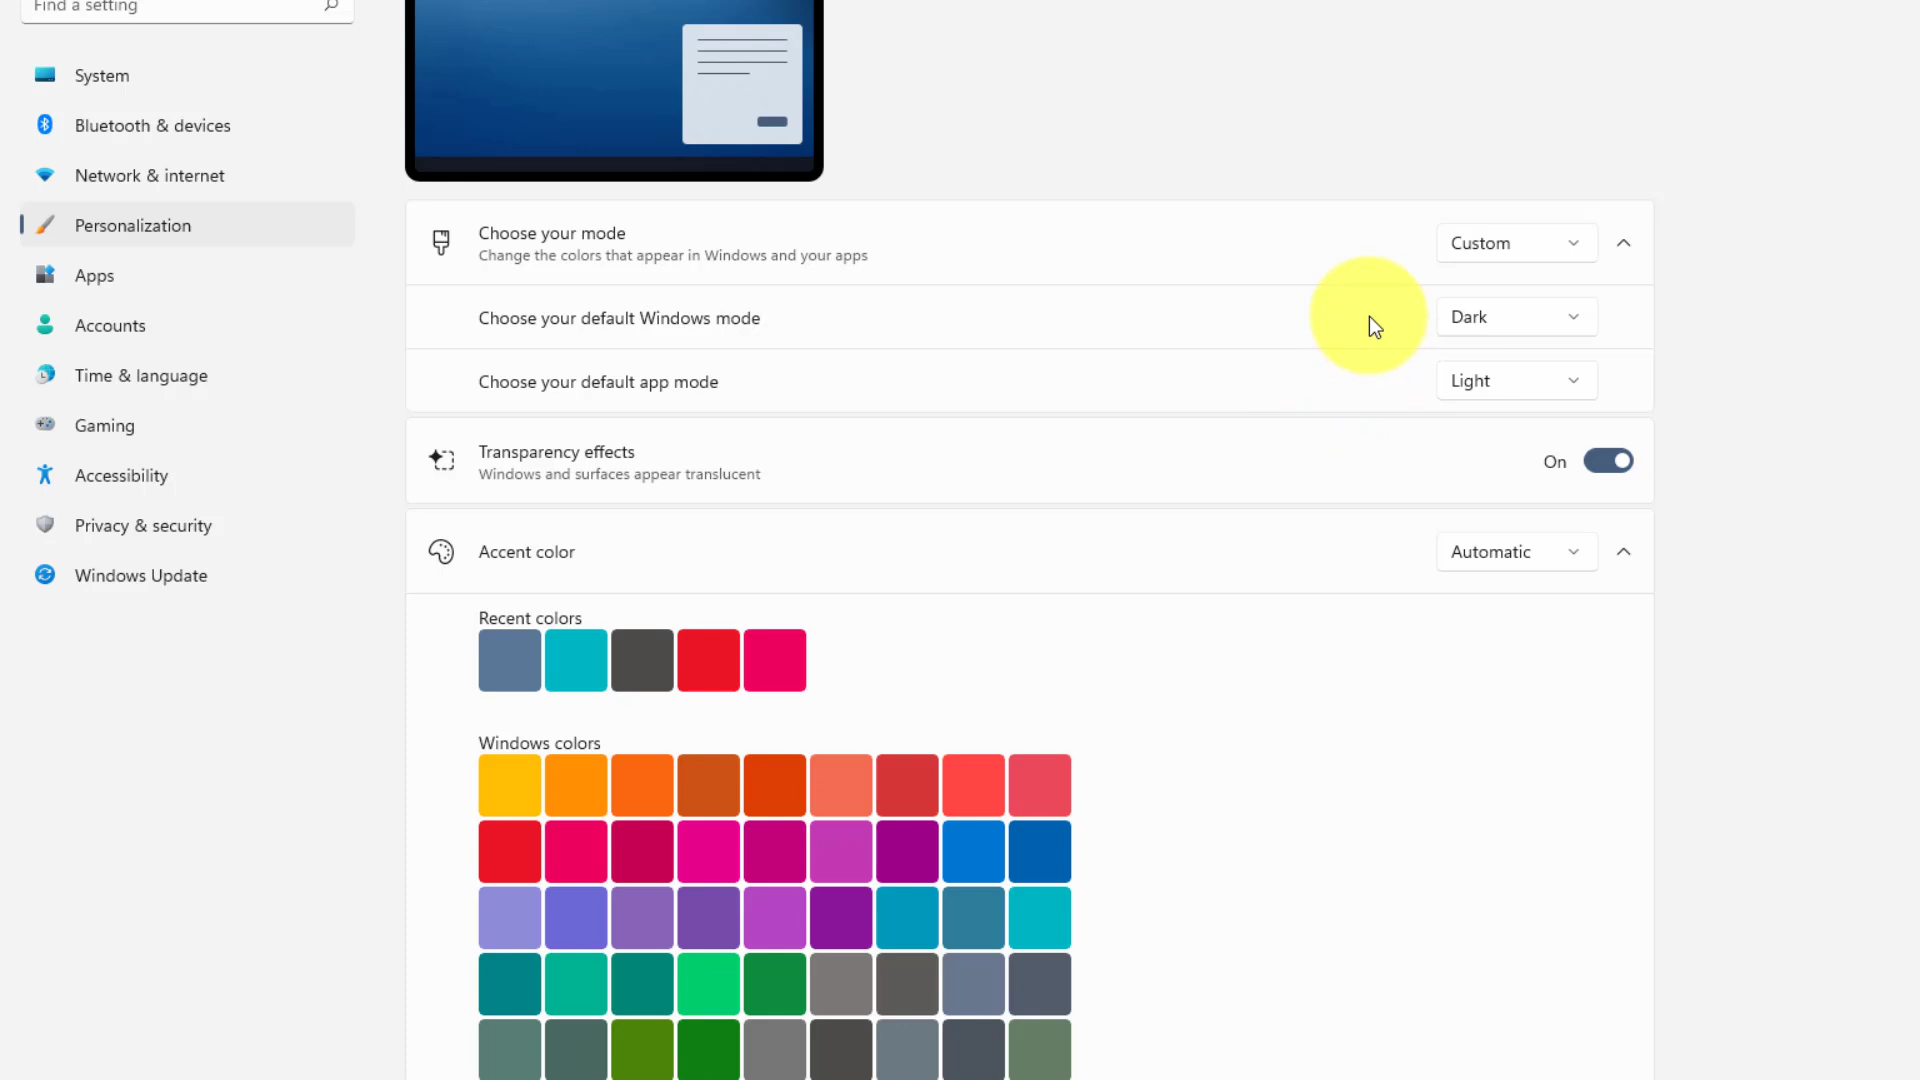 Find a setting
System
Bluetooth & devices
Network & internet
Personalization
Apps
Accounts
Time & language
Gaming
Accessibility
Privacy & security
Windows Update
Choose your mode
Change the colors that appear in Windows and your apps
Custom
Choose your default Windows mode
Dark
Choose your default app mode
Light
Transparency effects
Windows and surfaces appear translucent
On
Accent color
Automatic
Recent colors
Windows colors